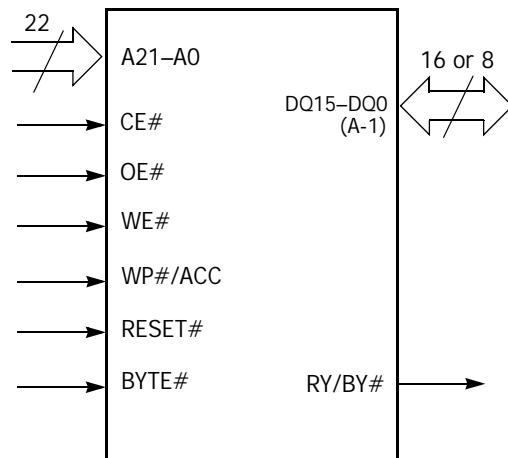 22
A21–A0
16 or 8
DQ15–DQ0
(A-1)
CE#
OE#
WE#
WP#/ACC
RESET#
BYTE#
RY/BY#